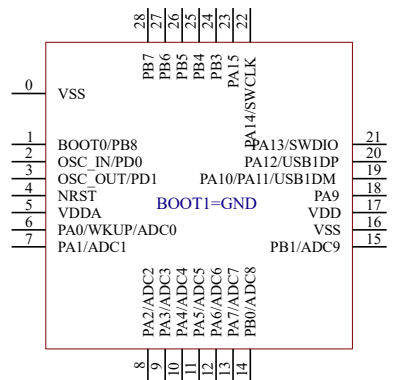 28 27 26 25 24 23 22
PB7 PB6 PB5 PB4 PB3 PA15 PA14/SWCLK
0 VSS
1 BOOT0/PB8
2 OSC_IN/PD0
3 OSC_OUT/PD1
4 NRST
5 VDDA
6 PA0/WKUP/ADC0
7 PA1/ADC1
BOOT1=GND
PA13/SWDIO 21
PA12/USB1DP 20
PA10/PA11/USB1DM 19
PA9 18
VDD 17
VSS 16
PB1/ADC9 15
PA2/ADC2 PA3/ADC3 PA4/ADC4 PA5/ADC5 PA6/ADC6 PA7/ADC7 PB0/ADC8
8 9 10 11 12 13 14